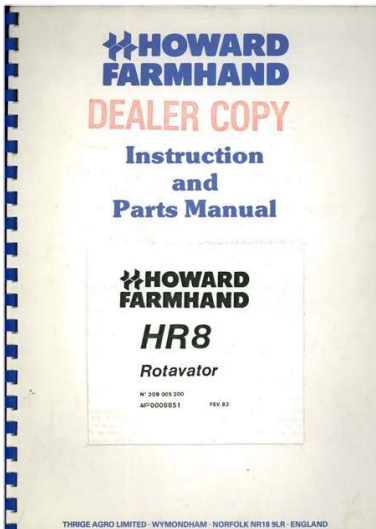 HOWARD
FARMHAND
DEALER COPY
Instruction
and
Parts Manual
HOWARD
FARMHAND
HR8
Rotavator
N° 209 005 200
4P0008851 FEV.83
THRIGE AGRO LIMITED · WYMONDHAM · NORFOLK NR18 9LR · ENGLAND